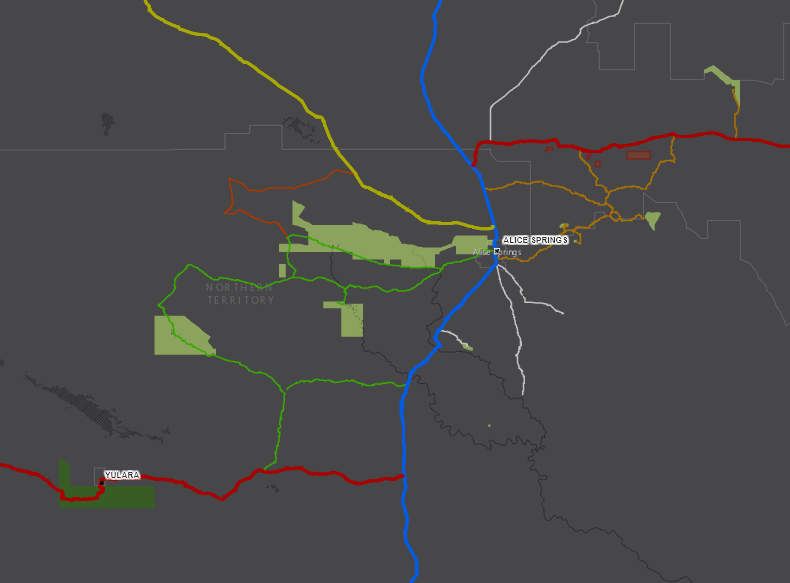 ALICE SPRINGS
Alice Springs
NORTHERN
TERRITORY
YULARA